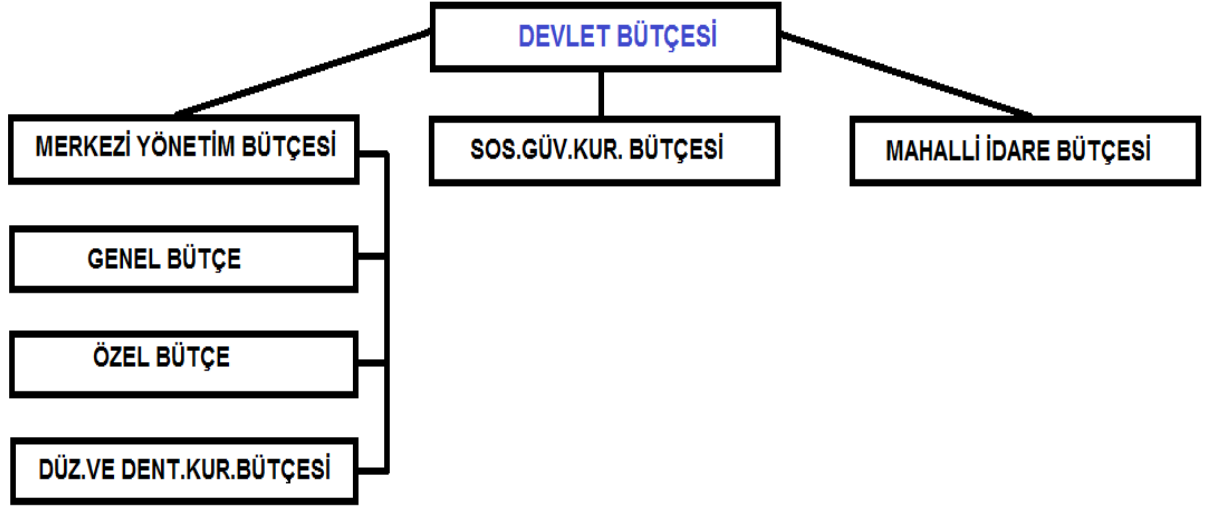 DEVLET BÜTÇESİ
MERKEZİ YÖNETİM BÜTÇESİ
SOS.GÜV.KUR. BÜTÇESİ
MAHALLİ İDARE BÜTÇESİ
GENEL BÜTÇE
ÖZEL BÜTÇE
DÜZ.VE DENT.KUR.BÜTÇESİ